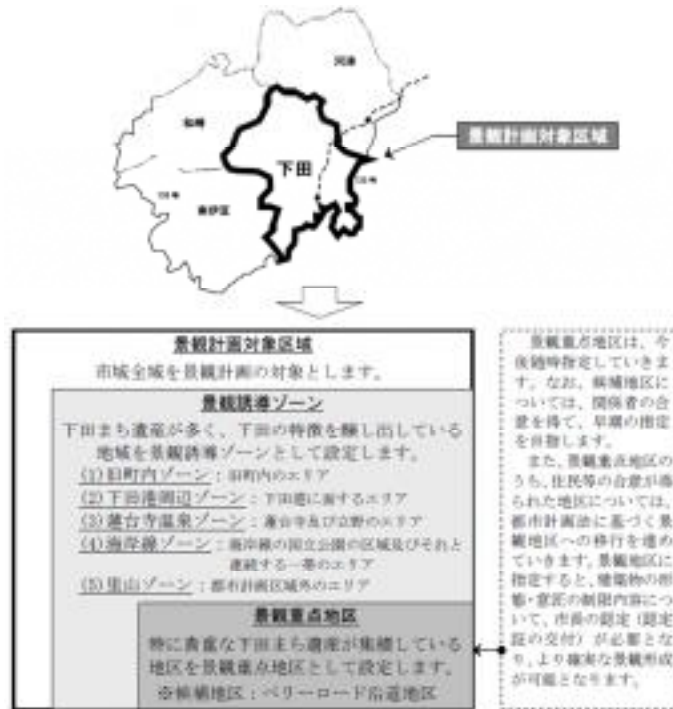 河津
松崎
景観計画対象区域
下田
南伊豆
景観計画対象区域
市域全域を景観計画の対象とします。
景観誘導ゾーン
下田まち遺産が多く、下田の特徴を醸し出している
地域を景観誘導ゾーンとして設定します。
(1)旧町内ゾーン：旧町内のエリア
(2)下田港周辺ゾーン：下田港に面するエリア
(3)蓮台寺温泉ゾーン：蓮台寺及び立野のエリア
(4)海岸線ゾーン：海岸線の国立公園の区域及びそれと
連続する一帯のエリア
(5)里山ゾーン：都市計画区域外のエリア
景観重点地区
特に貴重な下田まち遺産が集積している
地区を景観重点地区として設定します。
※候補地区：ペリーロード沿道地区
景観重点地区は、今
後随時指定していきま
す。なお、候補地区に
ついては、関係者の合
意を得て、早期の指定
を目指します。
また、景観重点地区の
うち、住民等の合意が得
られた地区については、
都市計画法に基づく景
観地区への移行を進め
ていきます。景観地区に
指定すると、建築物の形
態・意匠の制限内容につ
いて、市長の認定（認定
証の交付）が必要とな
り、より確実な景観形成
が可能となります。